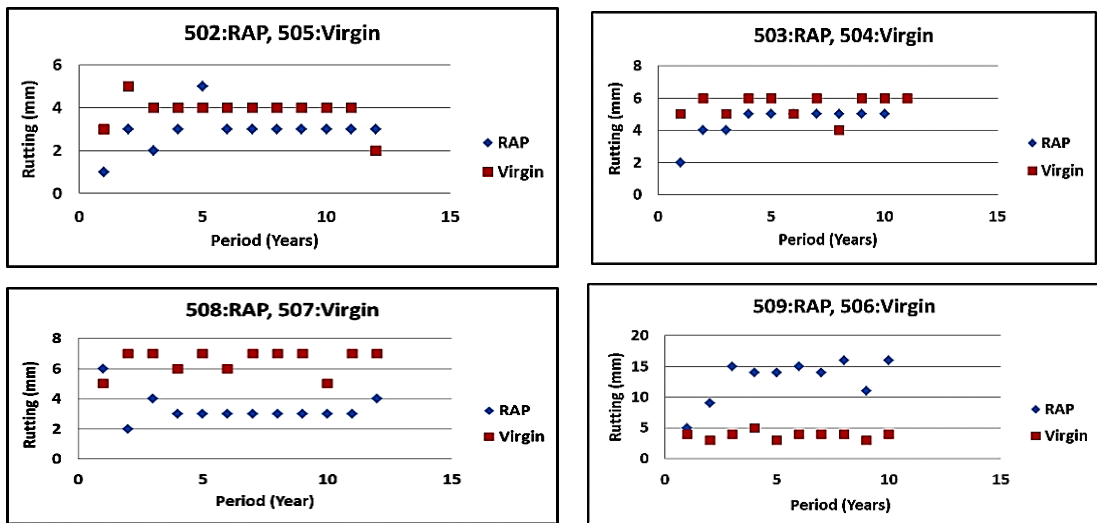 502:RAP, 505:Virgin
6
4
2
0
Rutting (mm)
0 5 10 15
Period (Years)
RAP
Virgin
503:RAP, 504:Virgin
8
6
4
2
0
Rutting (mm)
0 5 10 15
Period (Years)
RAP
Virgin
508:RAP, 507:Virgin
8
6
4
2
0
Rutting (mm)
0 5 10 15
Period (Year)
RAP
Virgin
509:RAP, 506:Virgin
20
15
10
5
0
Rutting (mm)
0 5 10 15
Period (Years)
RAP
Virgin